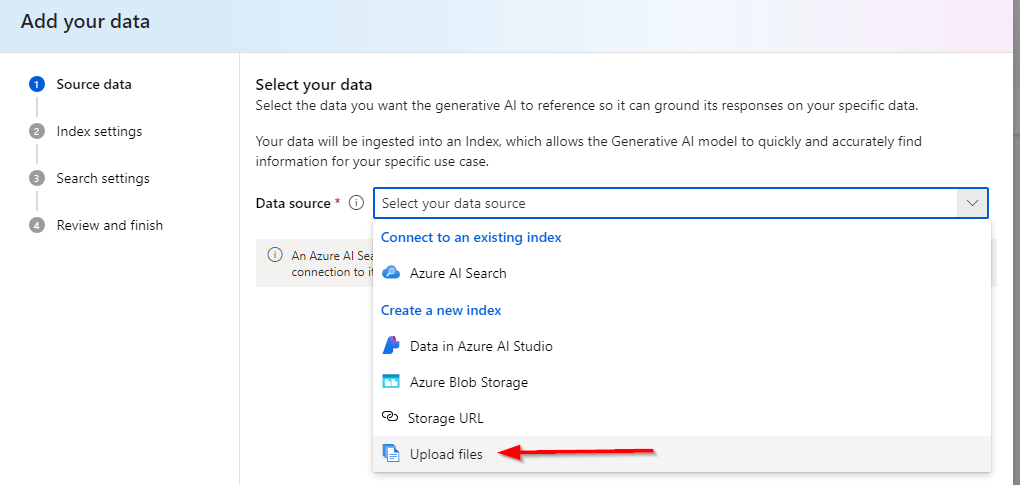 Add your data
1 Source data
2 Index settings
3 Search settings
4 Review and finish
Select your data
Select the data you want the generative AI to reference so it can ground its responses on your specific data.
Your data will be ingested into an Index, which allows the Generative AI model to quickly and accurately find
information for your specific use case.
Data source *
Select your data source
An Azure AI Sea
connection to i
Connect to an existing index
Azure AI Search
Create a new index
Data in Azure AI Studio
Azure Blob Storage
Storage URL
Upload files